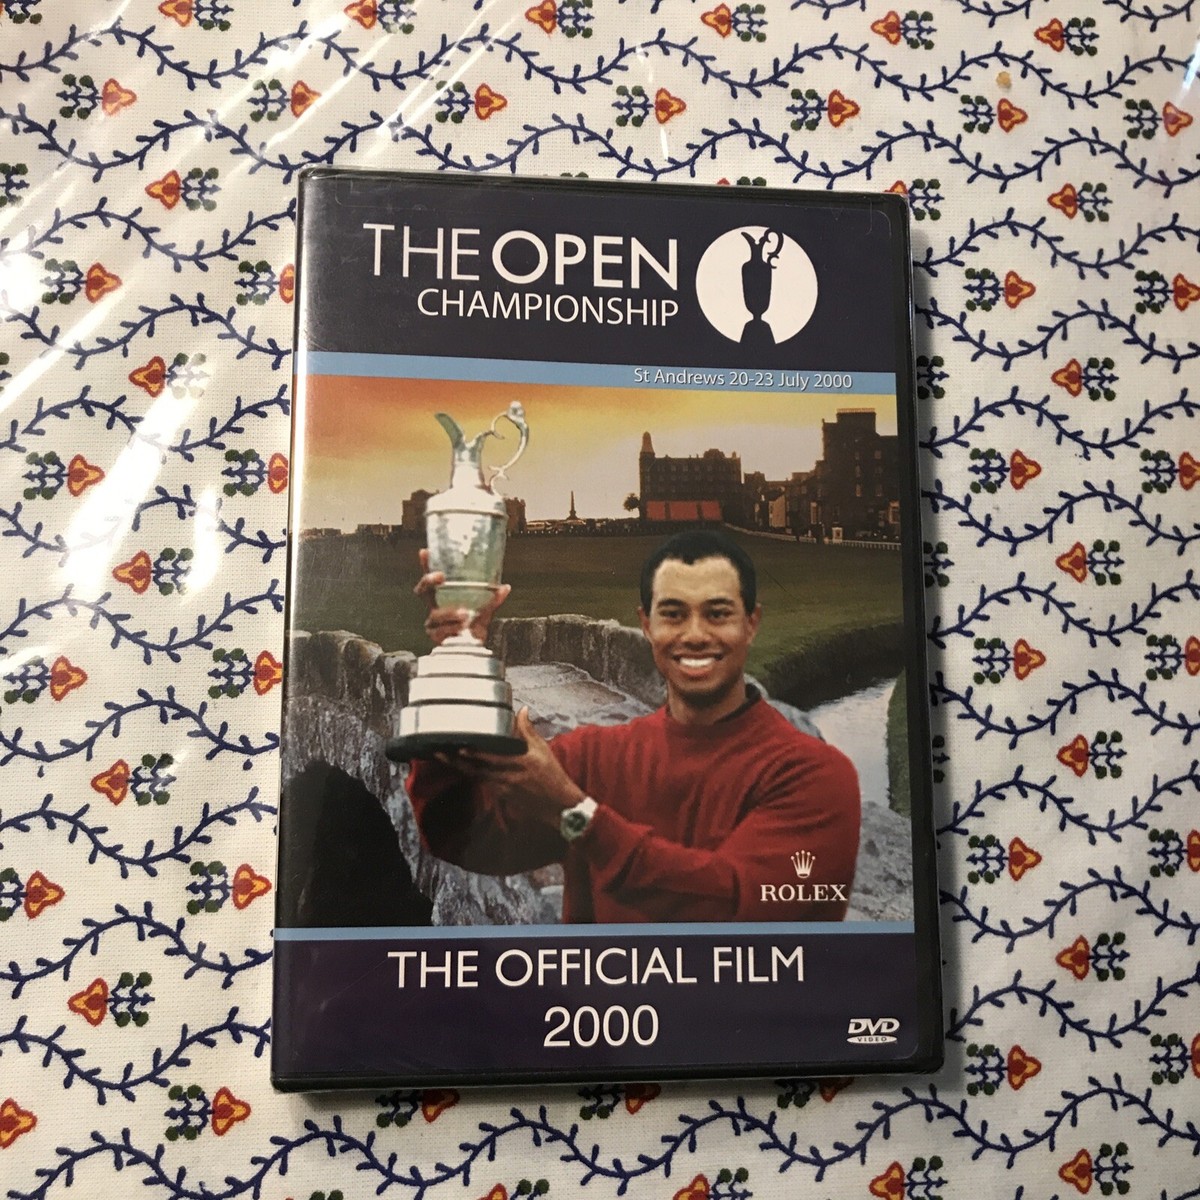 THE OPEN
CHAMPIONSHIP
St Andrews 20-23 July 2000
ROLEX
THE OFFICIAL FILM
2000
DVD
VIDEO